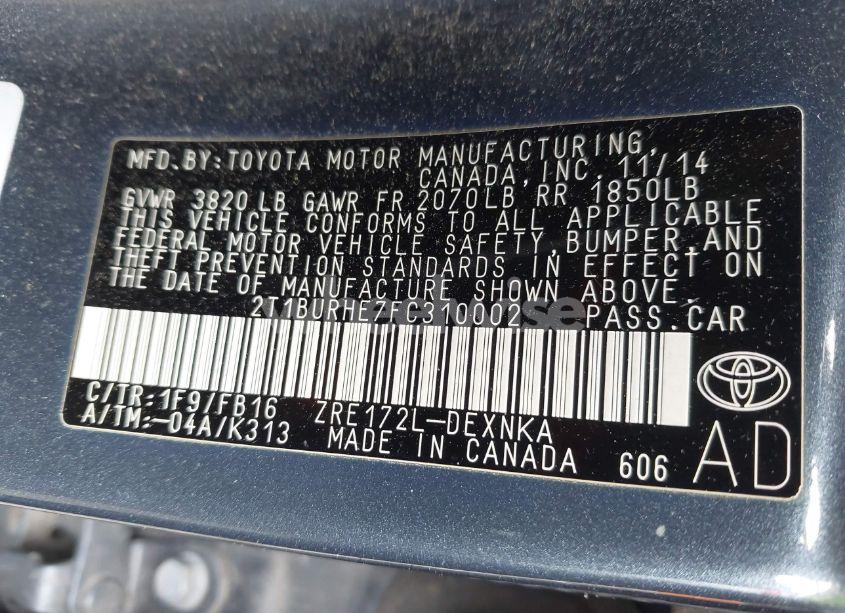 MFD.BY:TOYOTA MOTOR MANUFACTURING,
CANADA,INC. 11/14
GVWR 3820 LB GAWR FR 2070LB RR 1850LB
THIS VEHICLE CONFORMS TO ALL APPLICABLE
FEDERAL MOTOR VEHICLE SAFETY,BUMPER,AND
THEFT PREVENTION STANDARDS IN EFFECT ON
THE DATE OF MANUFACTURE SHOWN ABOVE.
2T1BURHE7FC310002 PASS.CAR
C/TR:1F9/FB16 ZRE172L-DEXNKA
A/TM:-04A/K313 MADE IN CANADA 606 AD